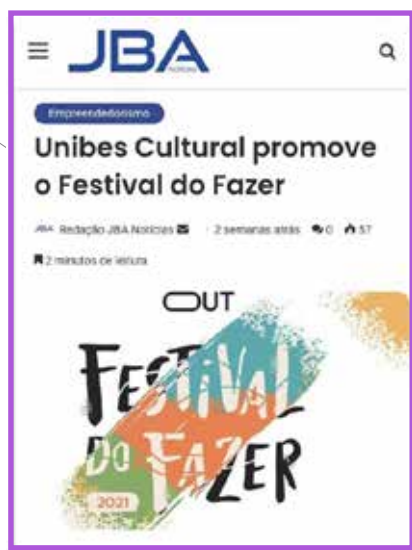 JBA
NOTÍCIAS
Empreendedorismo
Unibes Cultural promove
o Festival do Fazer
JBA Redação JBA Notícias 2 semanas atrás 0 57
2 minutos de leitura
OUT
FESTIVAL
DO FAZER
2021